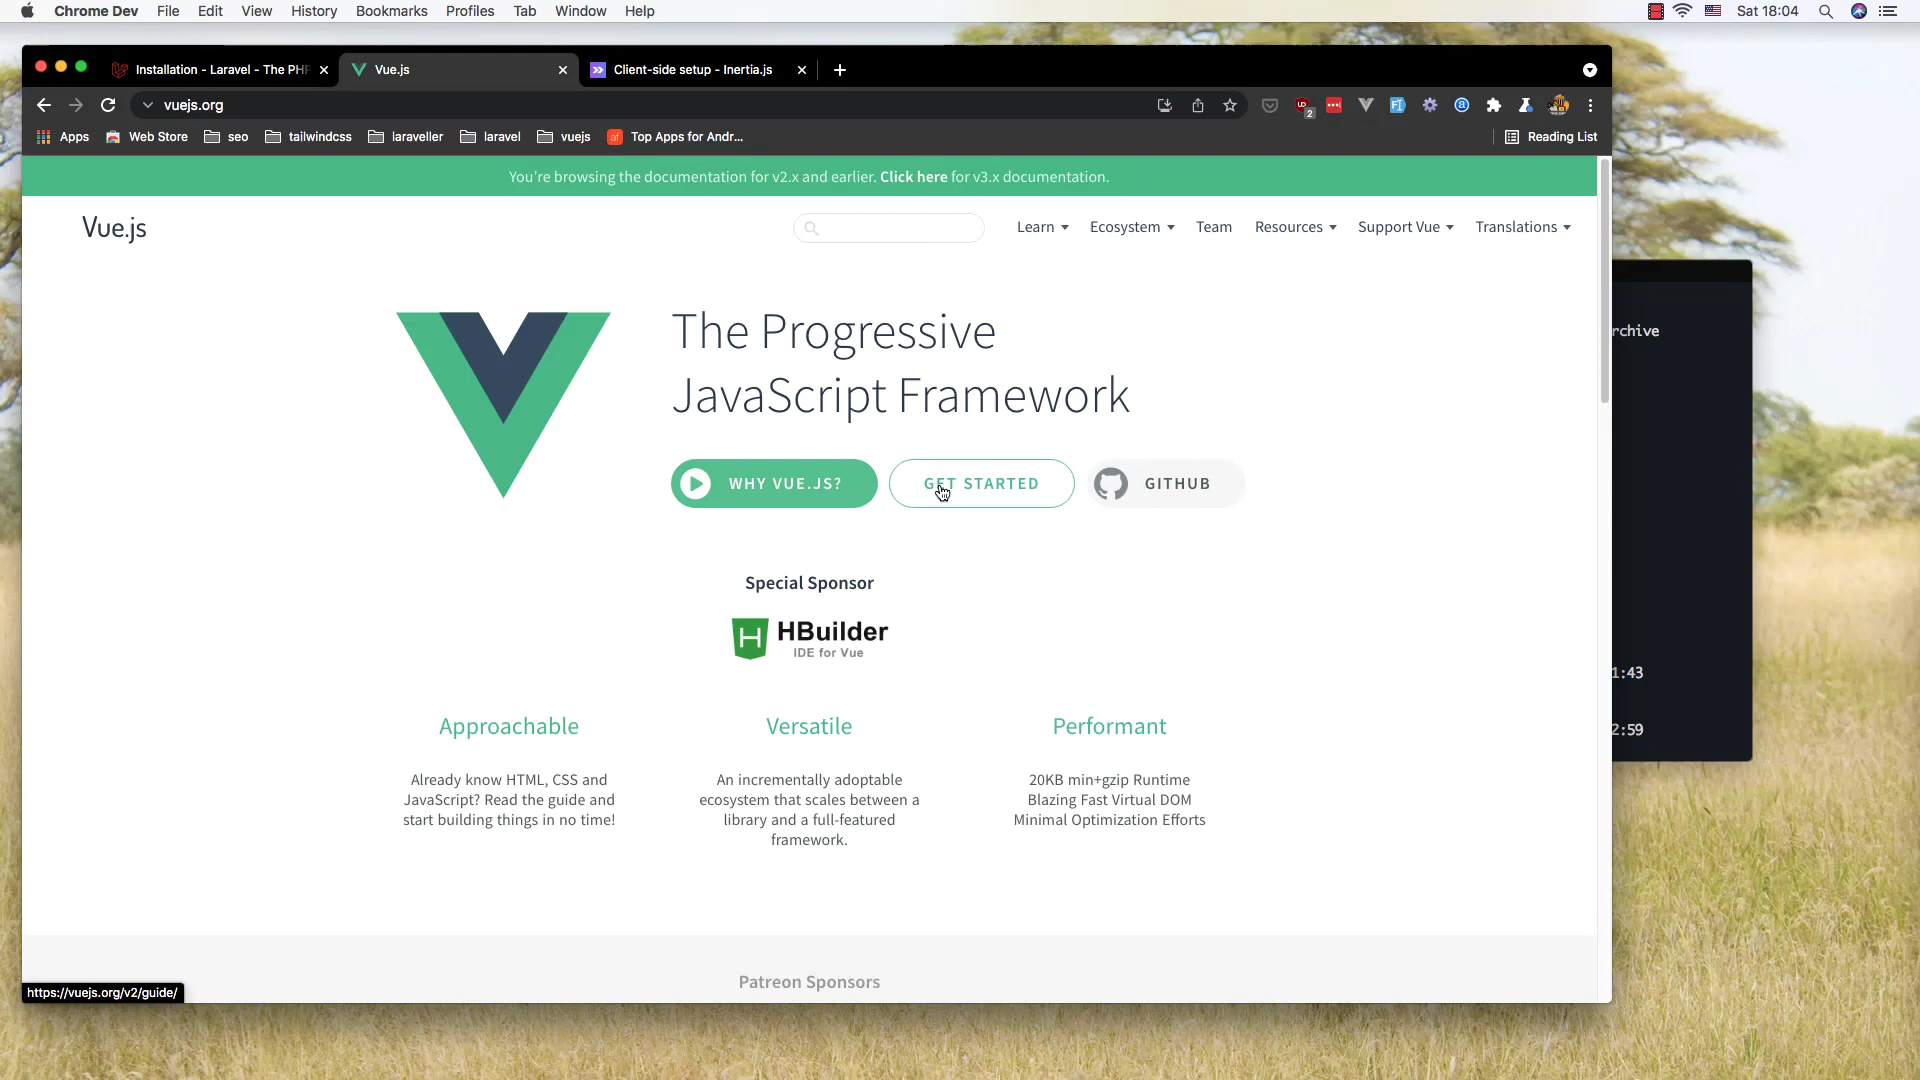 Chrome Dev File Edit View History Bookmarks Profiles Tab Window Help Sat 18:04
Installation - Laravel - The PHP Vue.js Client-side setup - Inertia.js
vuejs.org
Apps Web Store seo tailwindcss laraveller laravel vuejs Top Apps for Andr... Reading List
You're browsing the documentation for v2.x and earlier. Click here for v3.x documentation.
Vue.js Learn Ecosystem Team Resources Support Vue Translations
The Progressive
JavaScript Framework
WHY VUE.JS? GET STARTED GITHUB
Special Sponsor
HBuilder
IDE for Vue
Approachable Versatile Performant
Already know HTML, CSS and
JavaScript? Read the guide and
start building things in no time!
An incrementally adoptable
ecosystem that scales between a
library and a full-featured
framework.
20KB min+gzip Runtime
Blazing Fast Virtual DOM
Minimal Optimization Efforts
Patreon Sponsors
https://vuejs.org/v2/guide/
rchive
1:43
2:59